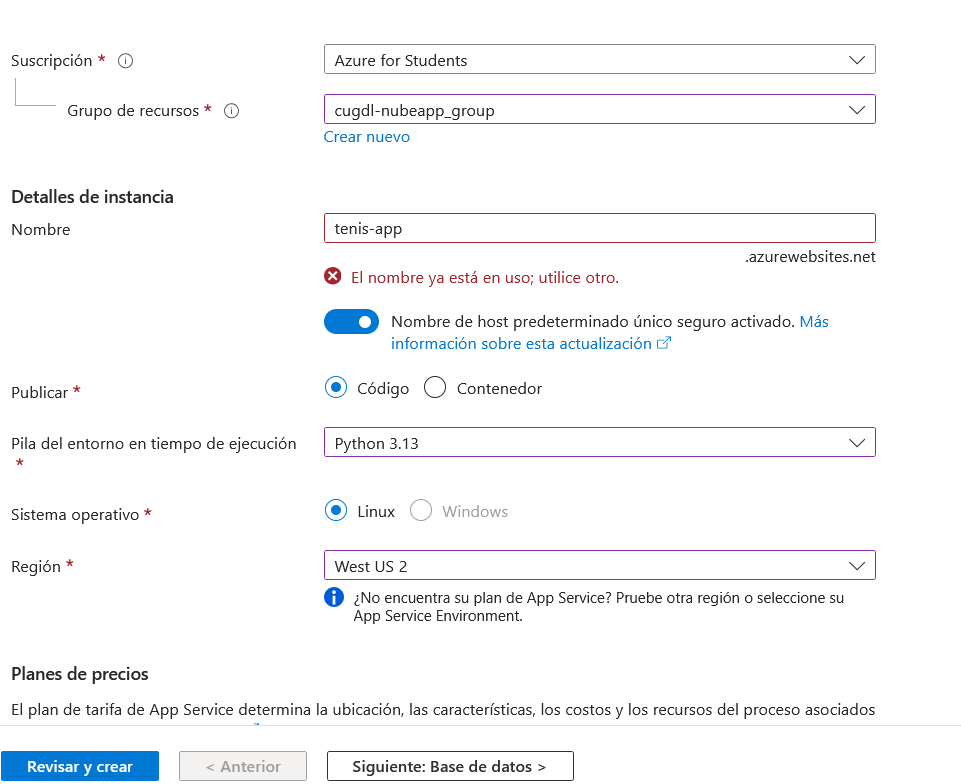 Suscripción *
Azure for Students
Grupo de recursos *
cugdl-nubeapp_group
Crear nuevo
Detalles de instancia
Nombre
tenis-app
.azurewebsites.net
El nombre ya está en uso; utilice otro.
Nombre de host predeterminado único seguro activado. Más
información sobre esta actualización
Publicar *
Código
Contenedor
Pila del entorno en tiempo de ejecución
*
Python 3.13
Sistema operativo *
Linux
Windows
Región *
West US 2
¿No encuentra su plan de App Service? Pruebe otra región o seleccione su
App Service Environment.
Planes de precios
El plan de tarifa de App Service determina la ubicación, las características, los costos y los recursos del proceso asociados
Revisar y crear
< Anterior
Siguiente: Base de datos >